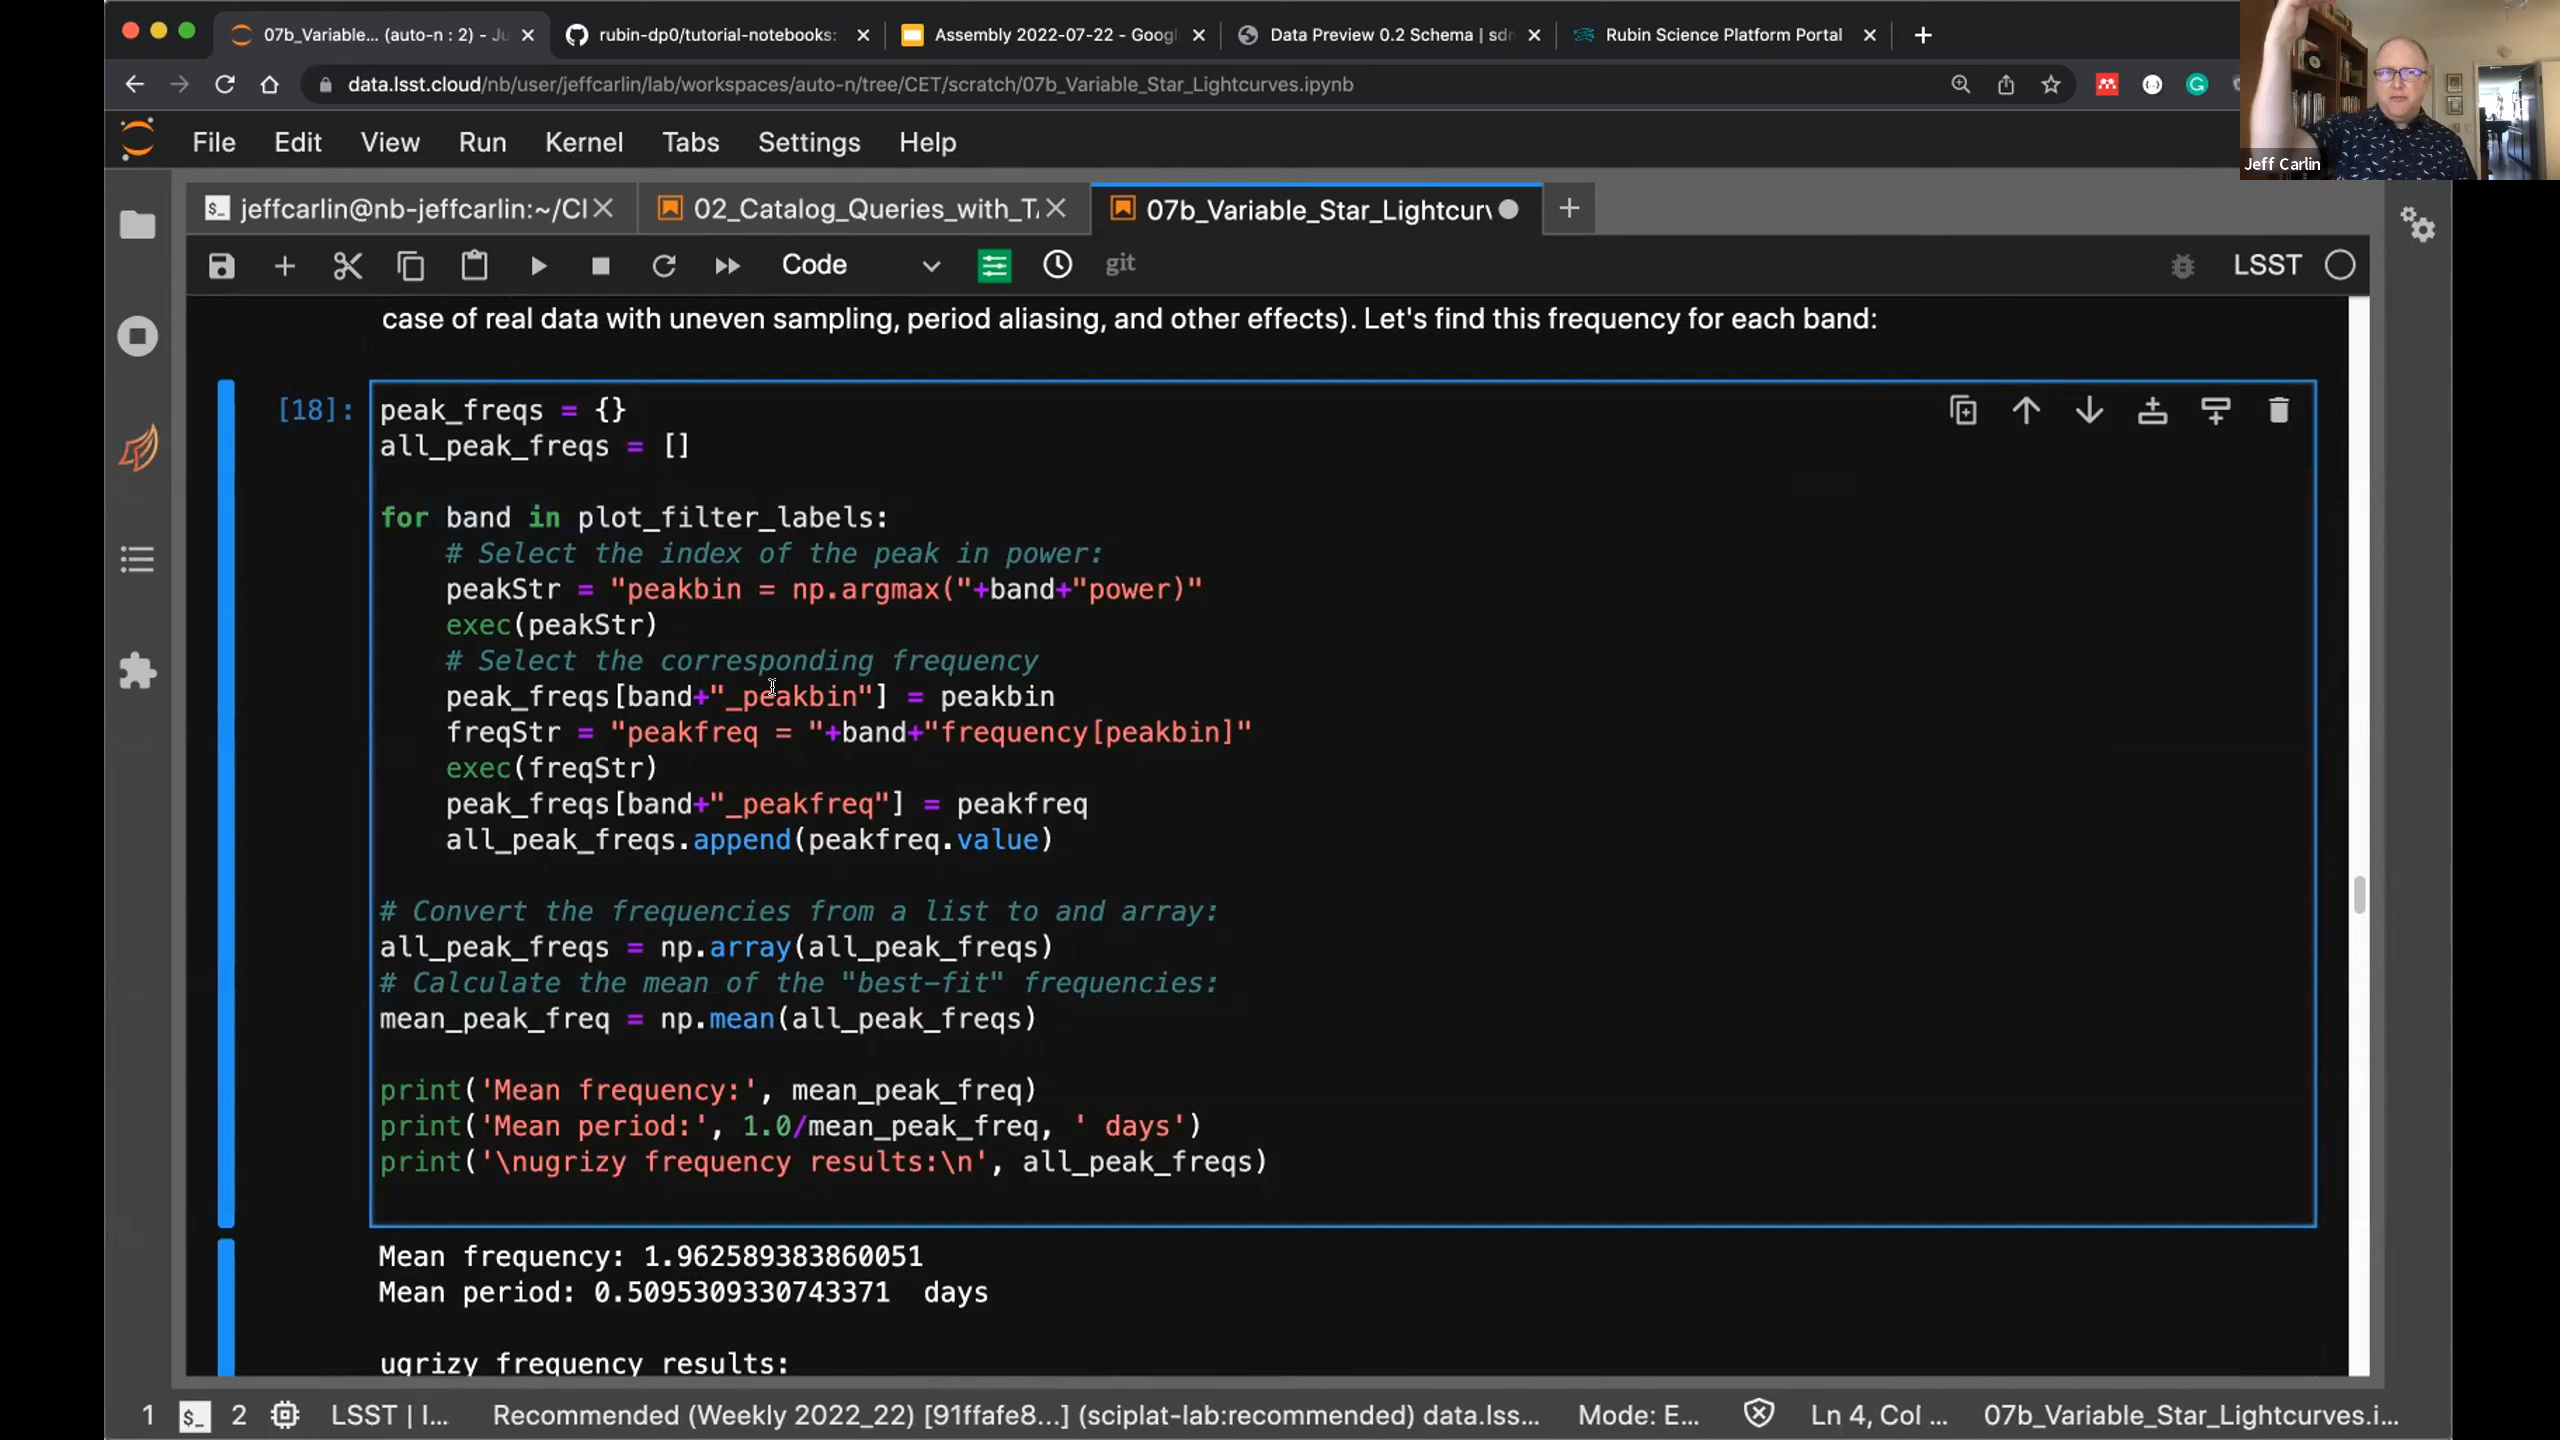 07b_Variable... (auto-n : 2) - Ju
rubin-dp0/tutorial-notebooks:
Assembly 2022-07-22 - Googl
Data Preview 0.2 Schema | sdm
Rubin Science Platform Portal
data.lsst.cloud/nb/user/jeffcarlin/lab/workspaces/auto-n/tree/CET/scratch/07b_Variable_Star_Lightcurves.ipynb
Jeff Carlin
File Edit View Run Kernel Tabs Settings Help
jeffcarlin@nb-jeffcarlin:~/CI
02_Catalog_Queries_with_T
07b_Variable_Star_Lightcurv
Code
git
LSST
case of real data with uneven sampling, period aliasing, and other effects). Let's find this frequency for each band:
[18]:
peak_freqs = {}
all_peak_freqs = []
for band in plot_filter_labels:
# Select the index of the peak in power:
peakStr = "peakbin = np.argmax("+band+"power)"
exec(peakStr)
# Select the corresponding frequency
peak_freqs[band+"_peakbin"] = peakbin
freqStr = "peakfreq = "+band+"frequency[peakbin]"
exec(freqStr)
peak_freqs[band+"_peakfreq"] = peakfreq
all_peak_freqs.append(peakfreq.value)
# Convert the frequencies from a list to and array:
all_peak_freqs = np.array(all_peak_freqs)
# Calculate the mean of the "best-fit" frequencies:
mean_peak_freq = np.mean(all_peak_freqs)
print('Mean frequency:', mean_peak_freq)
print('Mean period:', 1.0/mean_peak_freq, ' days')
print('\nugrizy frequency results:\n', all_peak_freqs)
Mean frequency: 1.962589383860051
Mean period: 0.5095309330743371 days
ugrizy frequency results:
1 $_ 2 LSST | I... Recommended (Weekly 2022_22) [91ffafe8...] (sciplat-lab:recommended) data.lss... Mode: E... Ln 4, Col ... 07b_Variable_Star_Lightcurves.i...